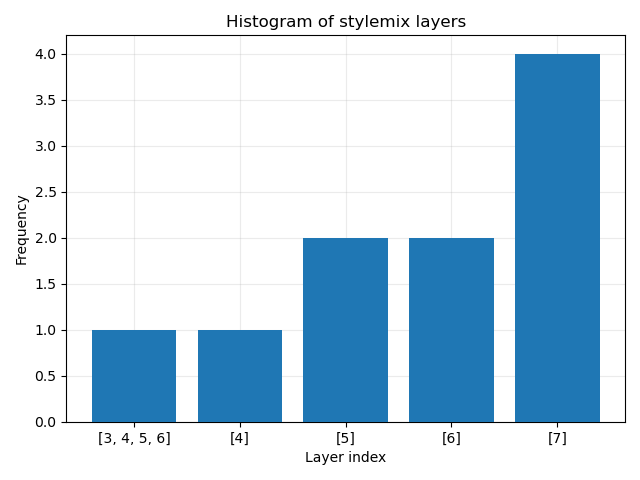 Histogram of stylemix layers
4.0
3.5
3.0
2.5
2.0
1.5
1.0
0.5
0.0
Frequency
[3, 4, 5, 6] [4] [5] [6] [7]
Layer index